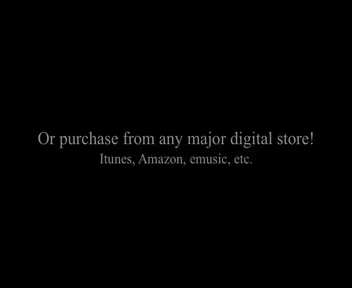 Or purchase from any major digital store!
Itunes, Amazon, emusic, etc.